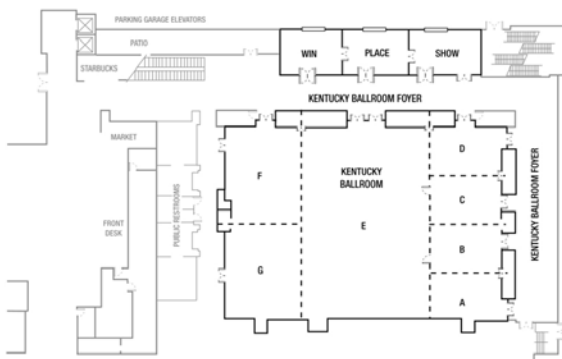 PARKING GARAGE ELEVATORS
PATIO
STARBUCKS
WIN
PLACE
SHOW
KENTUCKY BALLROOM FOYER
MARKET
PUBLIC RESTROOMS
FRONT
DESK
F
KENTUCKY
BALLROOM
D
C
E
B
G
A
KENTUCKY BALLROOM FOYER